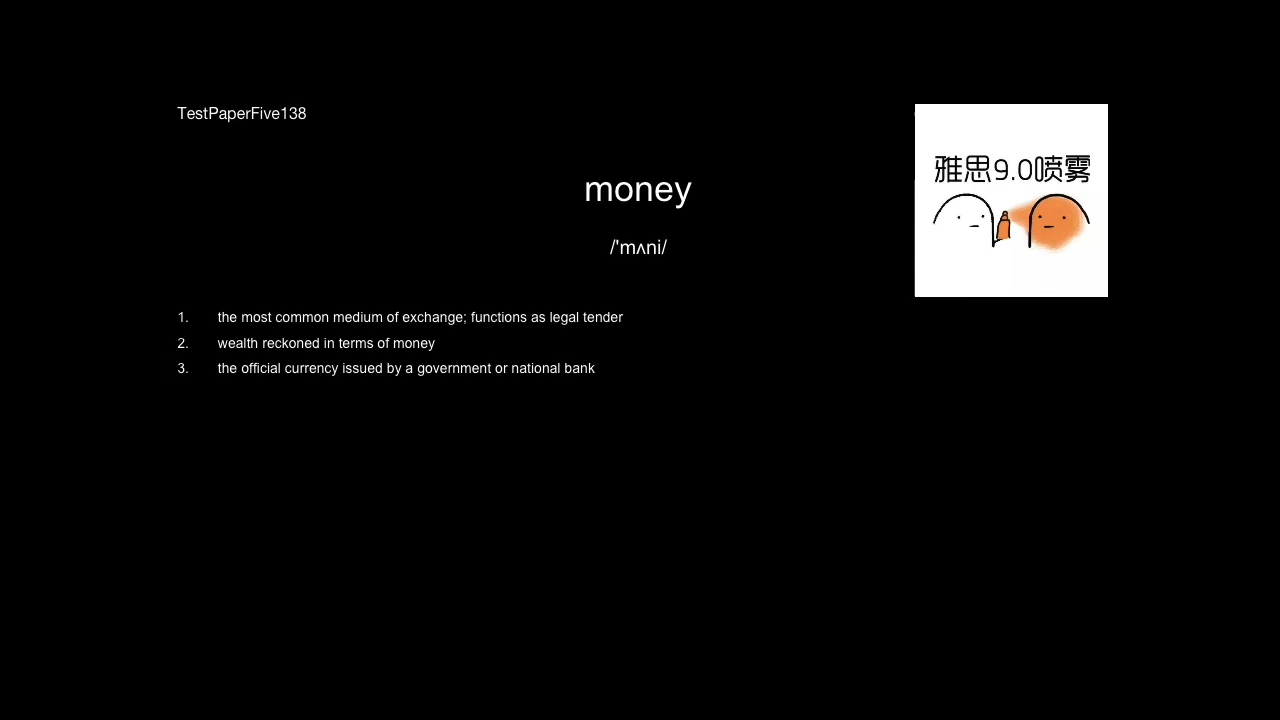 TestPaperFive138
雅思9.0喷雾
money
/'mʌni/
1. the most common medium of exchange; functions as legal tender
2. wealth reckoned in terms of money
3. the official currency issued by a government or national bank